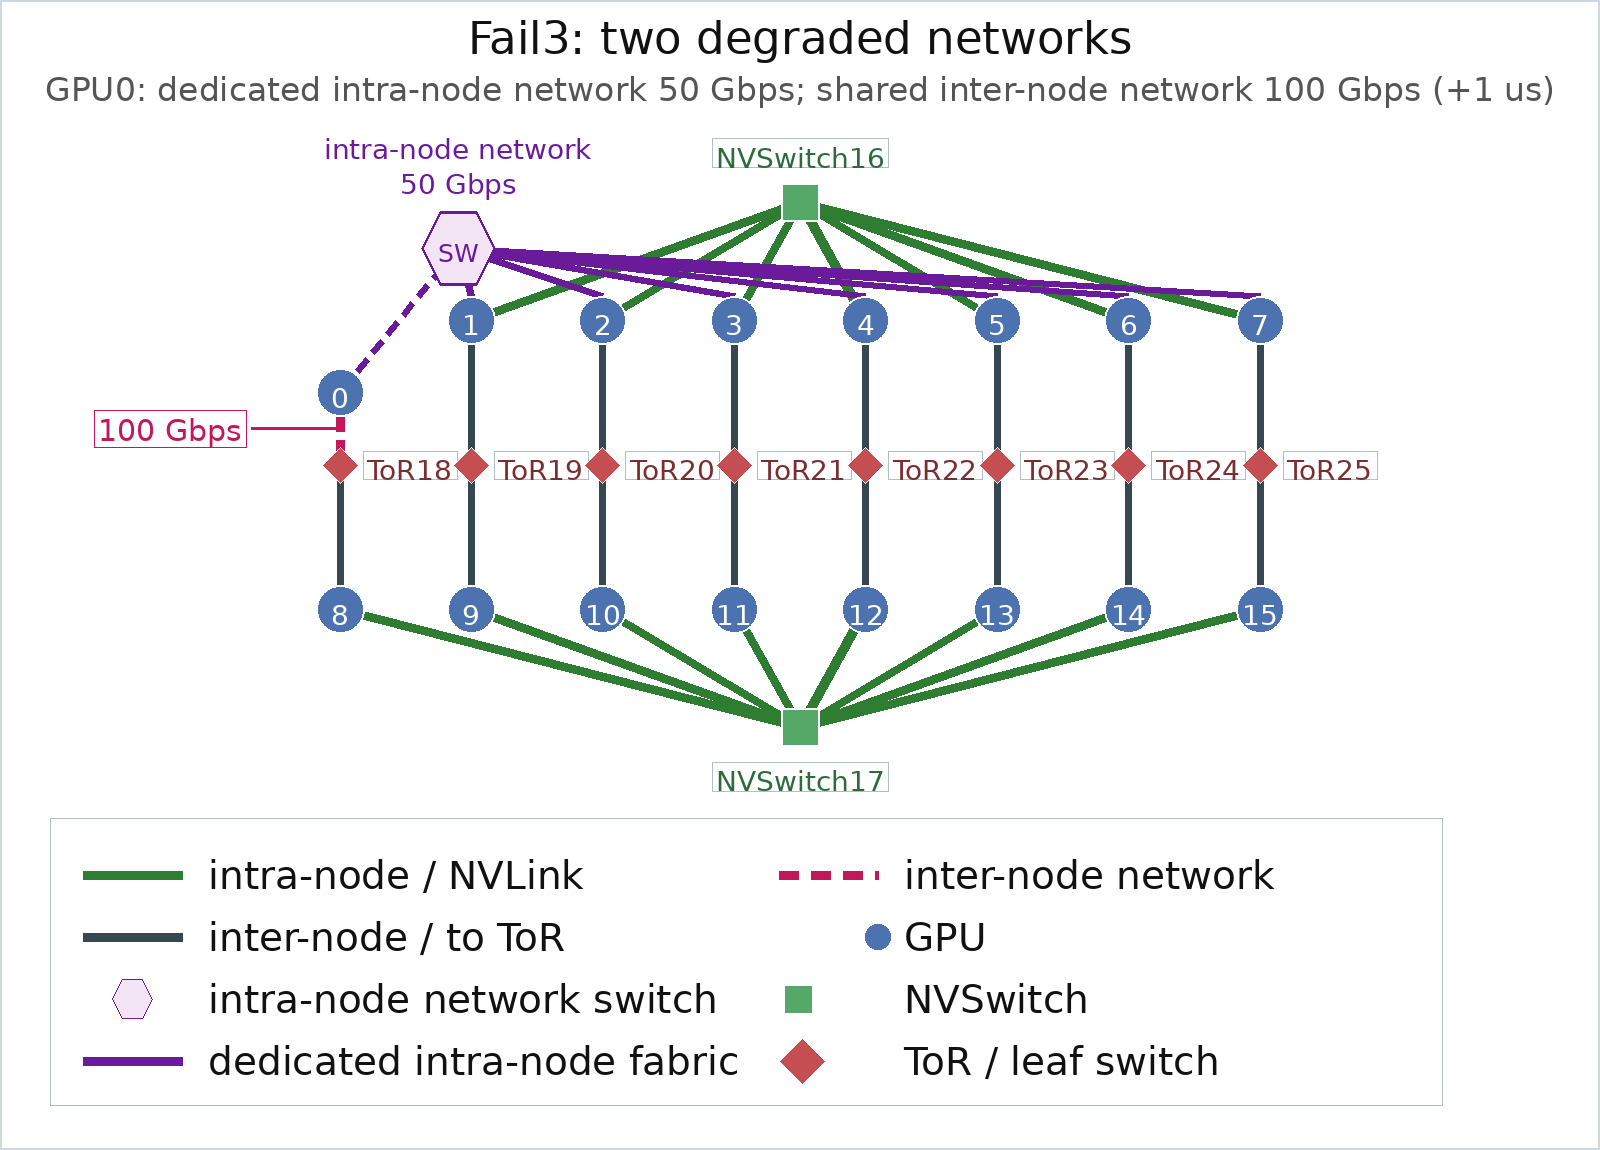 Fail3: two degraded networks
GPU0: dedicated intra-node network 50 Gbps; shared inter-node network 100 Gbps (+1 us)
intra-node network
50 Gbps
NVSwitch16
SW
1 2 3 4 5 6 7
0
100 Gbps
ToR18 ToR19 ToR20 ToR21 ToR22 ToR23 ToR24 ToR25
8 9 10 11 12 13 14 15
NVSwitch17
intra-node / NVLink
inter-node / to ToR
intra-node network switch
dedicated intra-node fabric
inter-node network
GPU
NVSwitch
ToR / leaf switch